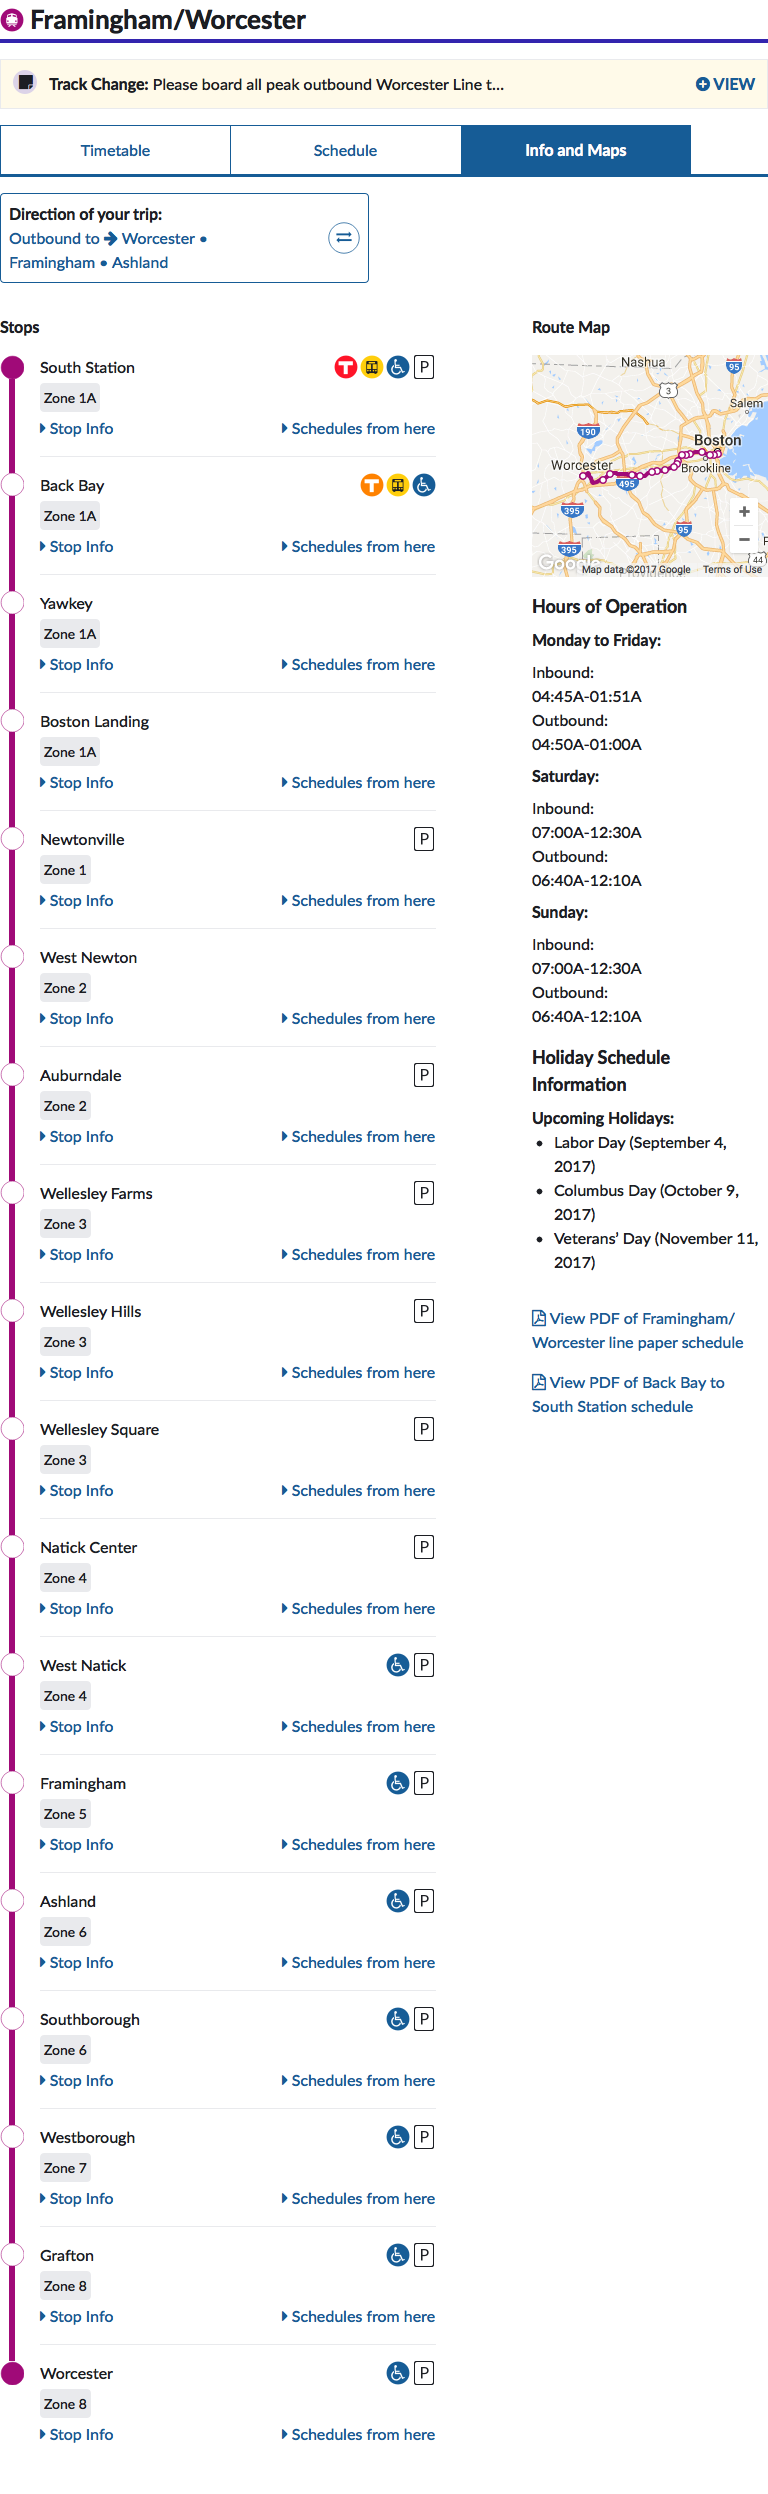 Framingham/Worcester
Track Change: Please board all peak outbound Worcester Line t...
VIEW
Timetable
Schedule
Info and Maps
Direction of your trip:
Outbound to Worcester •
Framingham • Ashland
Stops
South Station
P
Zone 1A
Stop Info
Schedules from here
Back Bay
Zone 1A
Stop Info
Schedules from here
Yawkey
Zone 1A
Stop Info
Schedules from here
Boston Landing
Zone 1A
Stop Info
Schedules from here
Newtonville
P
Zone 1
Stop Info
Schedules from here
West Newton
Zone 2
Stop Info
Schedules from here
Auburndale
P
Zone 2
Stop Info
Schedules from here
Wellesley Farms
P
Zone 3
Stop Info
Schedules from here
Wellesley Hills
P
Zone 3
Stop Info
Schedules from here
Wellesley Square
P
Zone 3
Stop Info
Schedules from here
Natick Center
P
Zone 4
Stop Info
Schedules from here
West Natick
P
Zone 4
Stop Info
Schedules from here
Framingham
P
Zone 5
Stop Info
Schedules from here
Ashland
P
Zone 6
Stop Info
Schedules from here
Southborough
P
Zone 6
Stop Info
Schedules from here
Westborough
P
Zone 7
Stop Info
Schedules from here
Grafton
P
Zone 8
Stop Info
Schedules from here
Worcester
P
Zone 8
Stop Info
Schedules from here
Route Map
Nashua
95
3
Salem
190
Boston
Worcester
Brookline
495
395
95
395
44
Google
Map data ©2017 Google
Terms of Use
Hours of Operation
Monday to Friday:
Inbound:
04:45A-01:51A
Outbound:
04:50A-01:00A
Saturday:
Inbound:
07:00A-12:30A
Outbound:
06:40A-12:10A
Sunday:
Inbound:
07:00A-12:30A
Outbound:
06:40A-12:10A
Holiday Schedule
Information
Upcoming Holidays:
• Labor Day (September 4,
2017)
• Columbus Day (October 9,
2017)
• Veterans’ Day (November 11,
2017)
View PDF of Framingham/
Worcester line paper schedule
View PDF of Back Bay to
South Station schedule